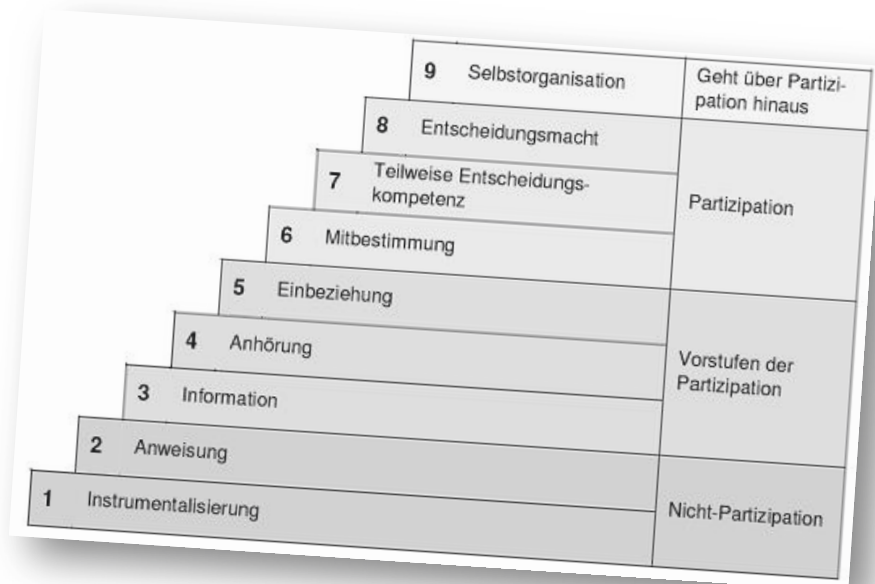 9 Selbstorganisation
Geht über Partizi-
pation hinaus
8 Entscheidungsmacht
7 Teilweise Entscheidungs-
kompetenz
Partizipation
6 Mitbestimmung
5 Einbeziehung
4 Anhörung
Vorstufen der
Partizipation
3 Information
2 Anweisung
1 Instrumentalisierung
Nicht-Partizipation